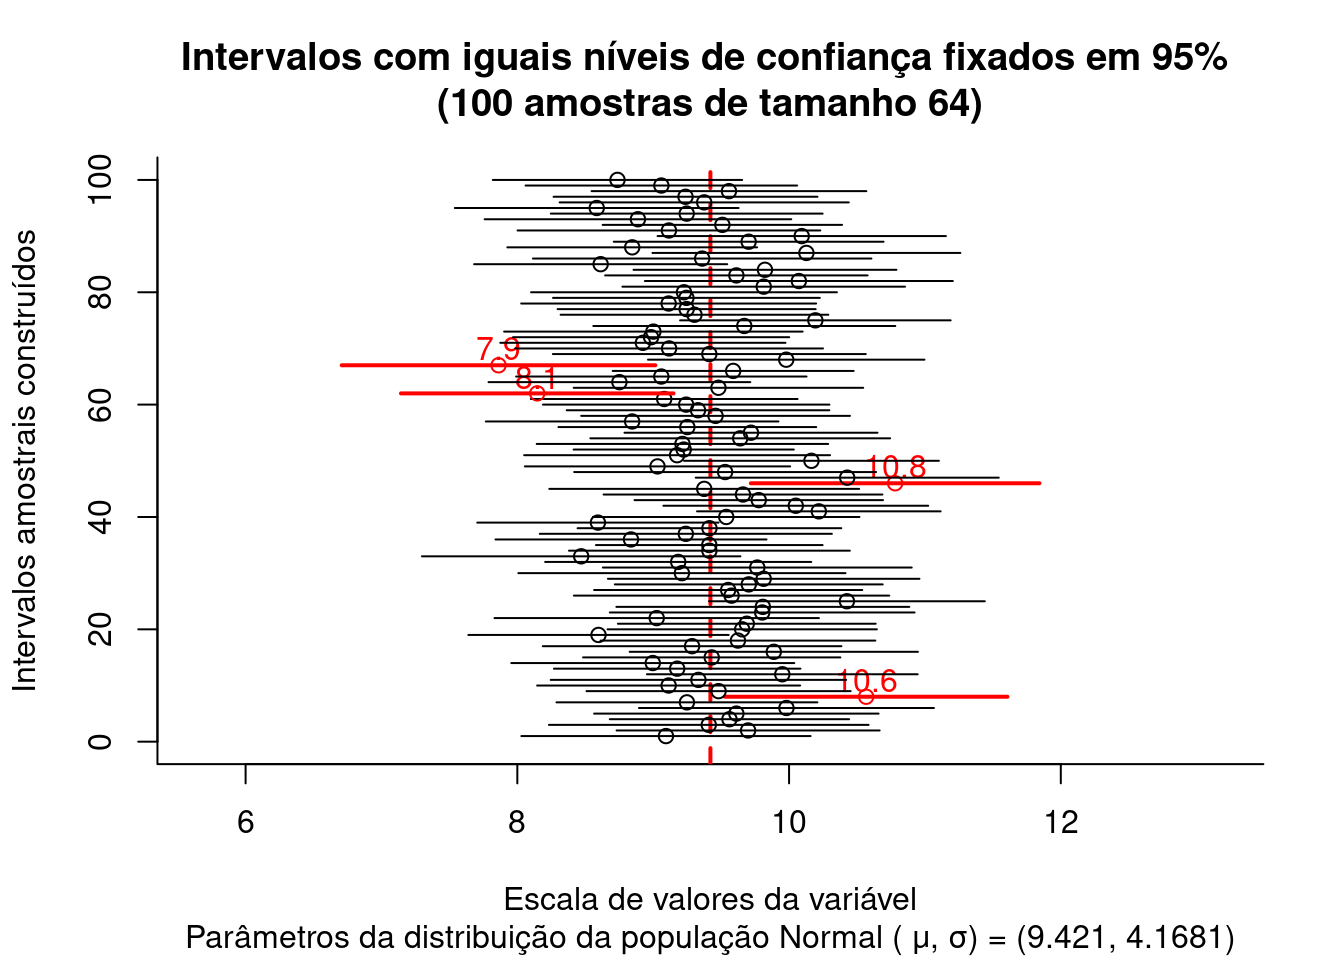 Intervalos com iguais níveis de confiança fixados em 95%
(100 amostras de tamanho 64)
Intervalos amostrais construídos
100
80
60
40
20
0
7.9
8.1
10.8
10.6
6
8
10
12
Escala de valores da variável
Parâmetros da distribuição da população Normal ( μ, σ) = (9.421, 4.1681)